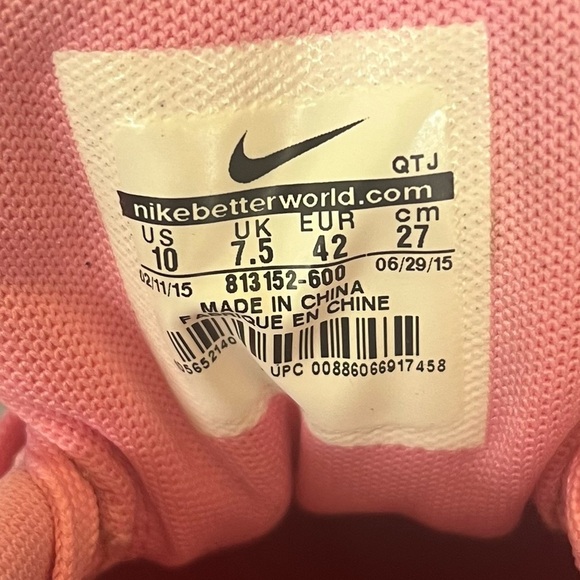 QTJ
nikebetterworld.com
US UK EUR cm
10 7.5 42 27
02/11/15 813152-600 06/29/15
MADE IN CHINA
EN CHINE
UPC 00886066917458